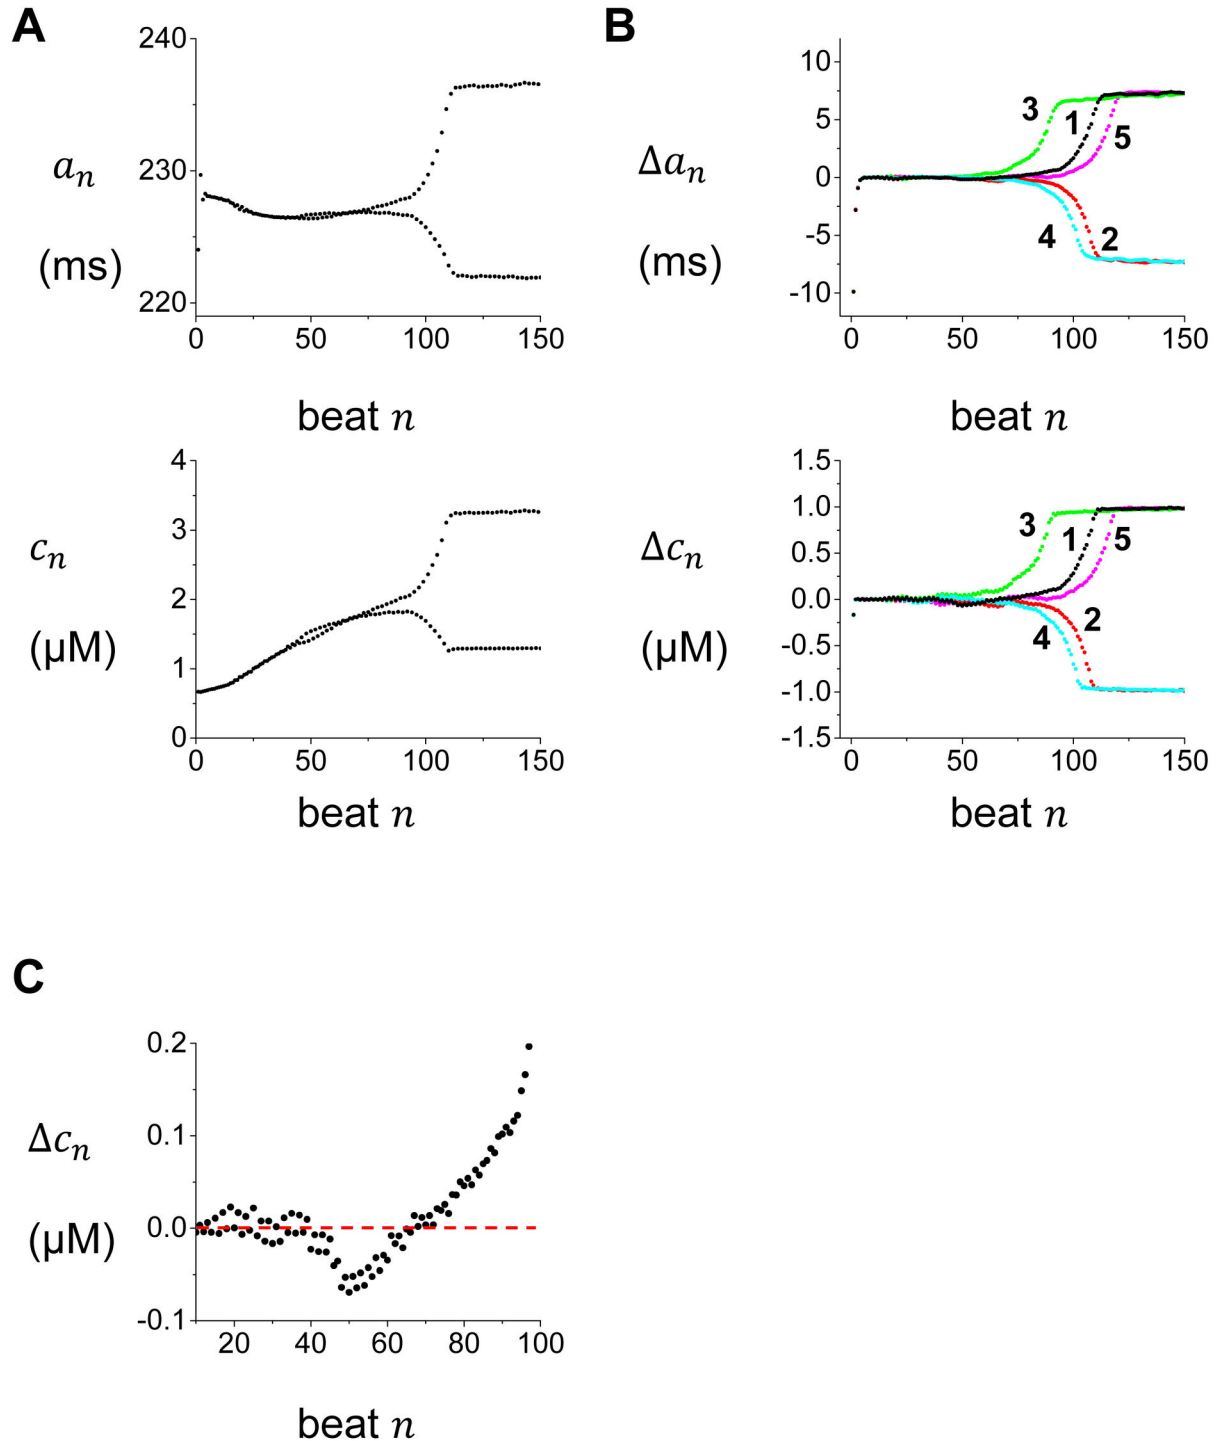 A
240
230
220
a_n
(ms)
0 50 100 150
beat n
4
3
2
1
0
c_n
(µM)
0 50 100 150
beat n
B
10
5
0
-5
-10
Δa_n
(ms)
3 1 5
4 2
0 50 100 150
beat n
1.5
1.0
0.5
0.0
-0.5
-1.0
-1.5
Δc_n
(µM)
3 1 5
4 2
0 50 100 150
beat n
C
0.2
0.1
0.0
-0.1
Δc_n
(µM)
20 40 60 80 100
beat n